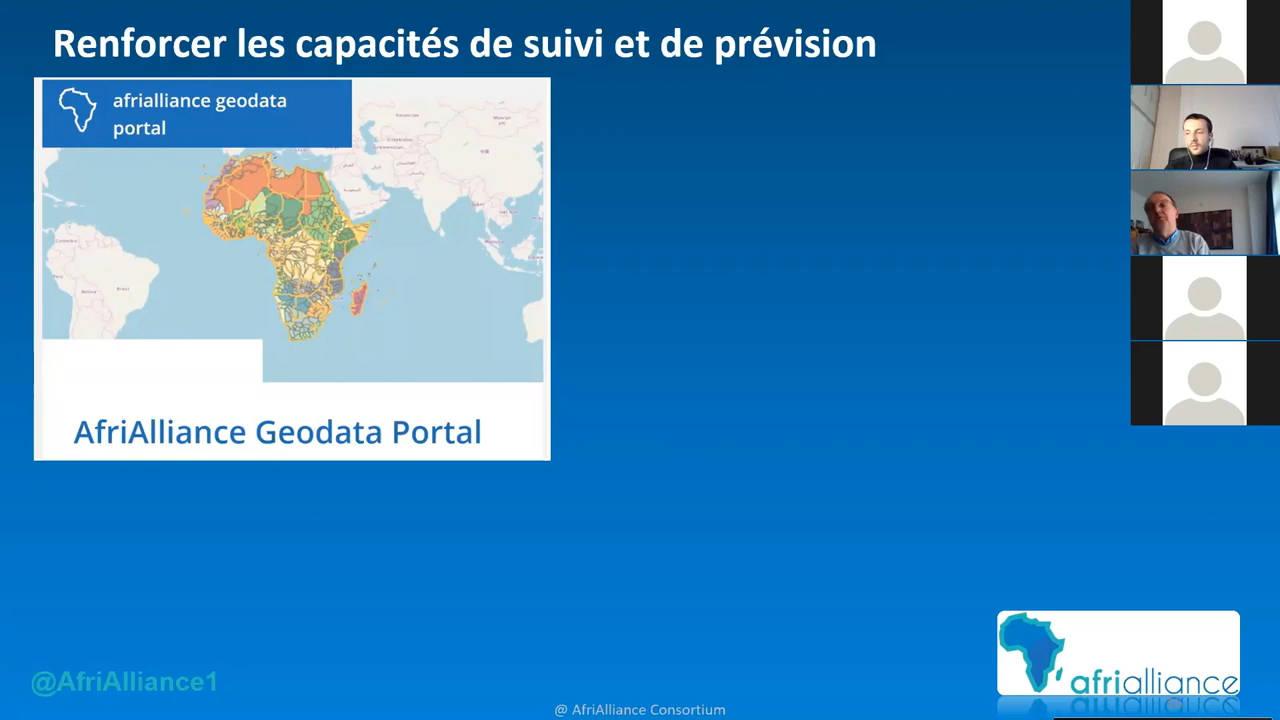 Renforcer les capacités de suivi et de prévision
afrialliance geodata
portal
AfriAlliance Geodata Portal
@AfriAlliance1
afrialliance
@ AfriAlliance Consortium